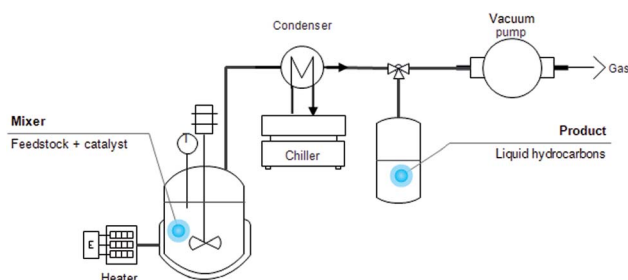 Vacuum
pump
Condenser
Gas
Mixer
Feedstock + catalyst
Product
Liquid hydrocarbons
Chiller
E
Heater